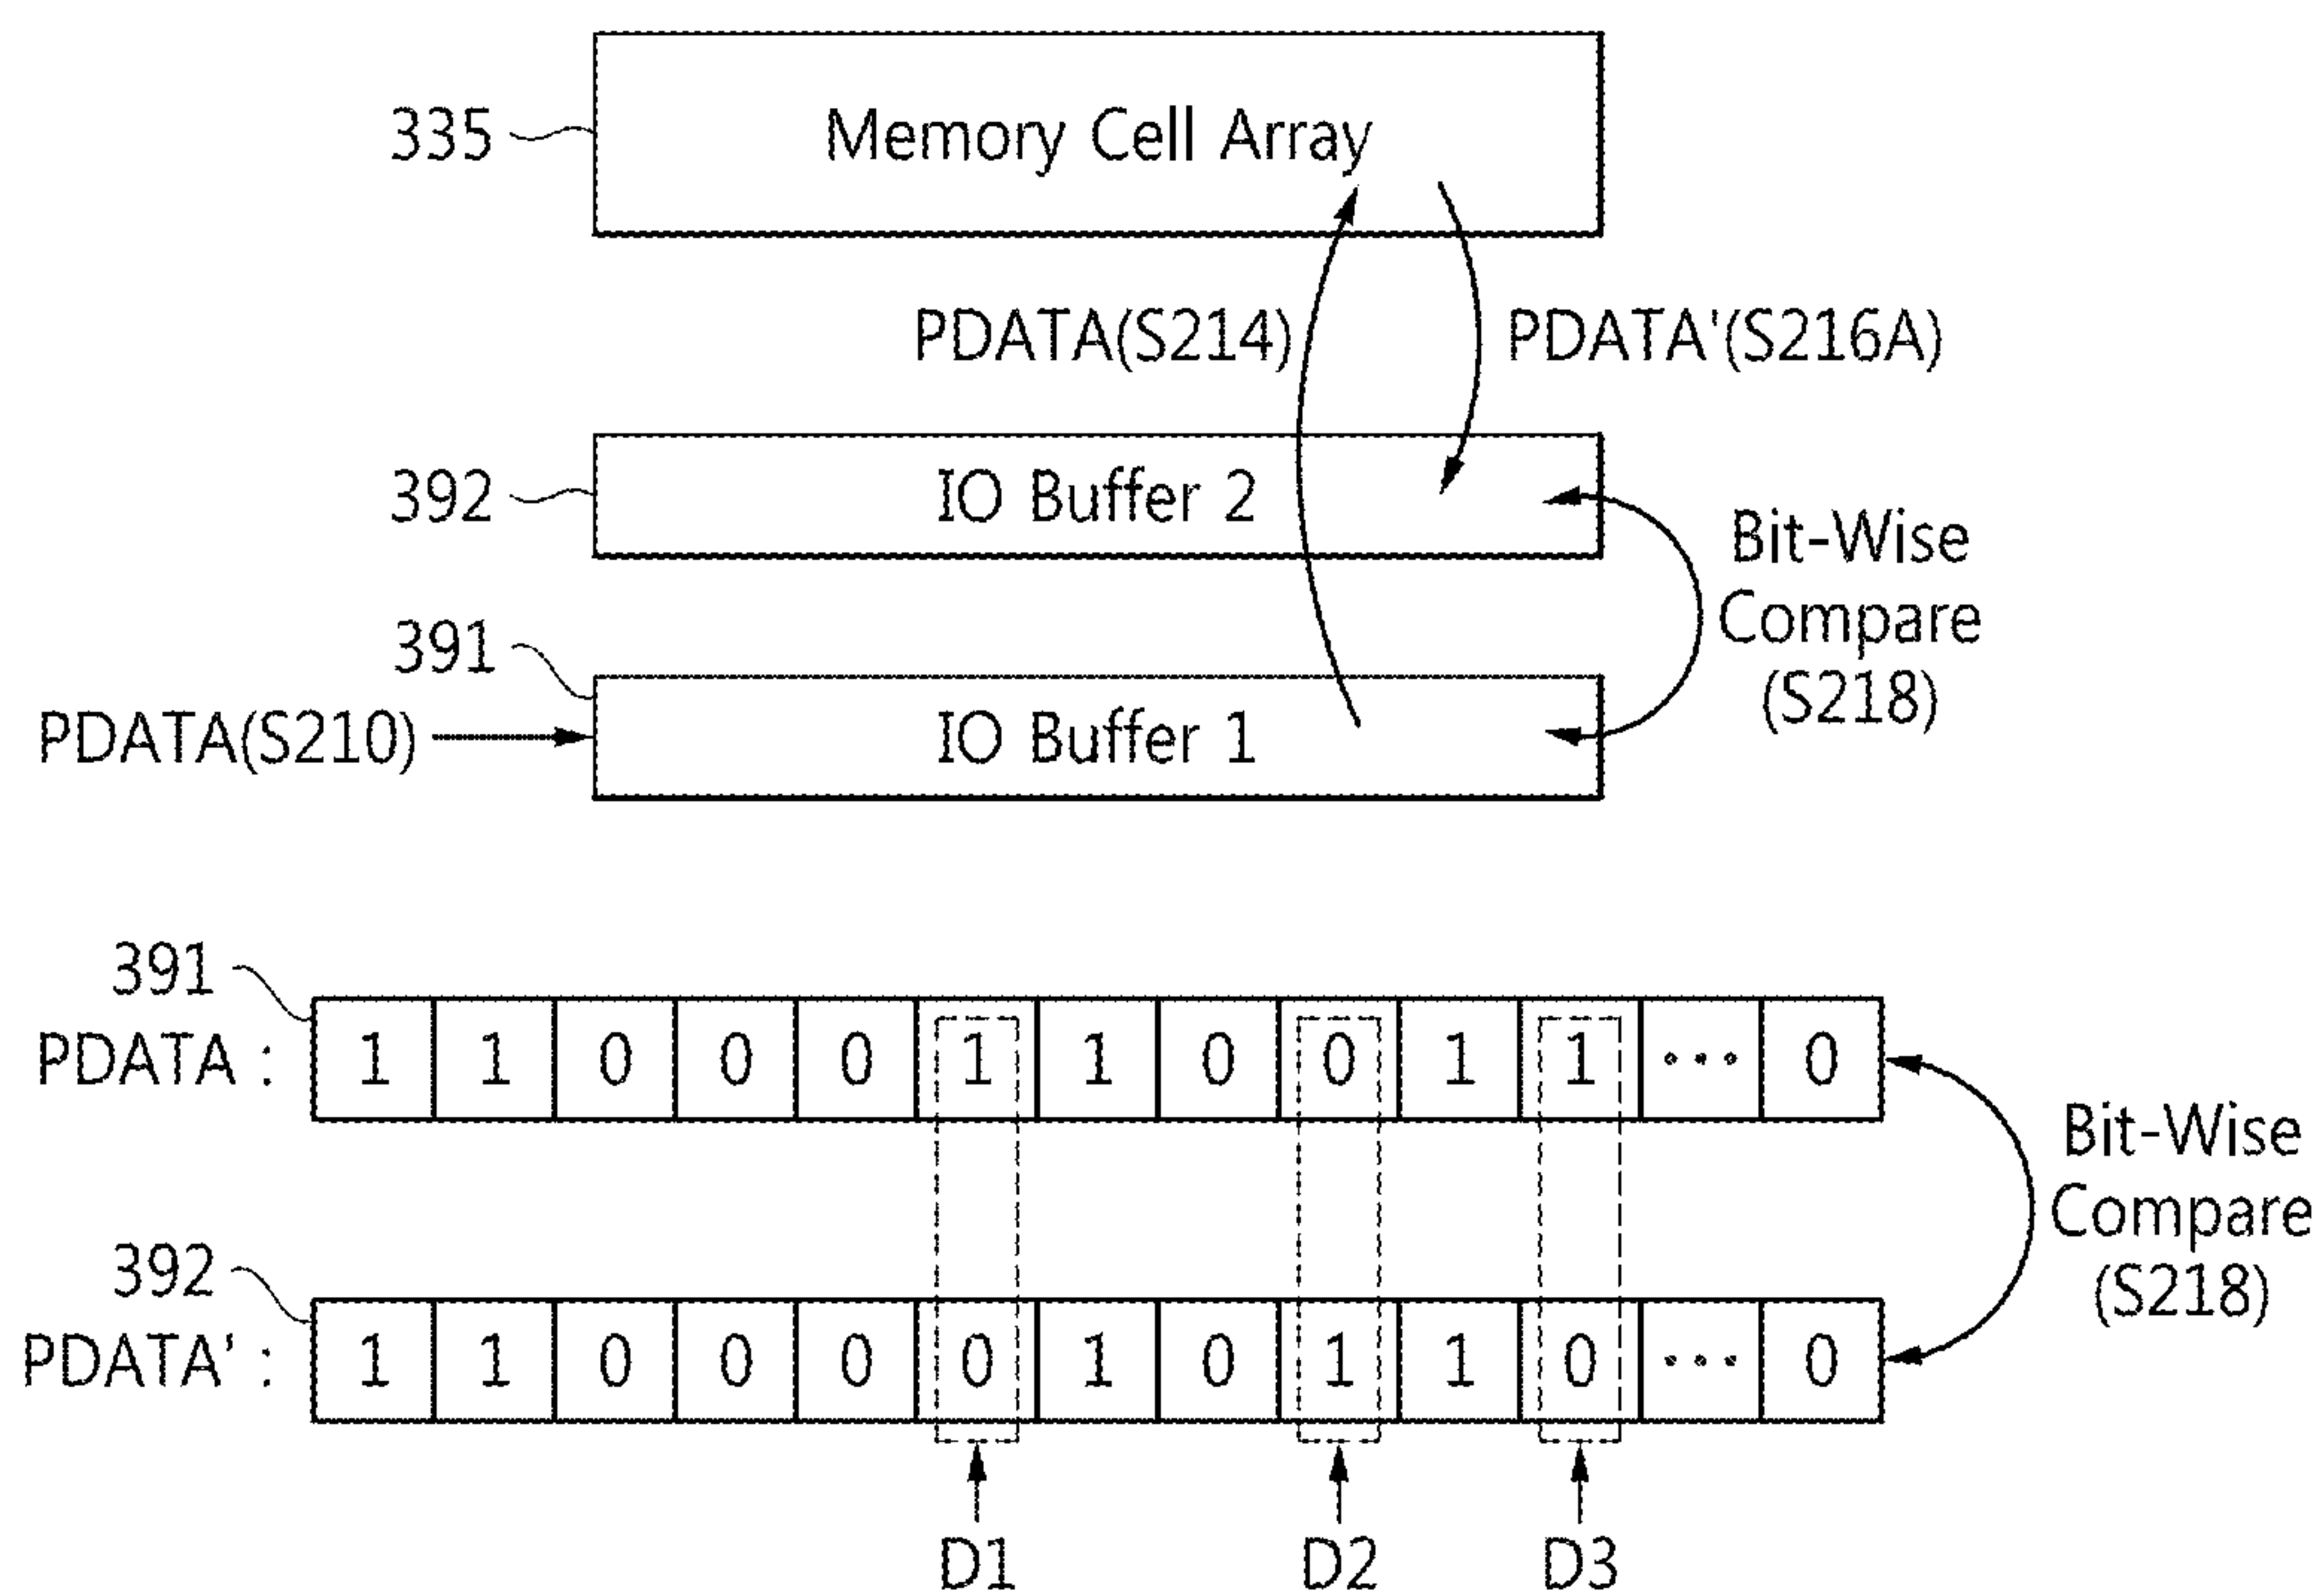 335
Memory Cell Array
PDATA(S214)
PDATA'(S216A)
392
IO Buffer 2
Bit-Wise
Compare
(S218)
391
PDATA(S210)
IO Buffer 1
391
PDATA : 1 1 0 0 0 1 1 0 0 1 1 ··· 0
Bit-Wise
Compare
(S218)
392
PDATA' : 1 1 0 0 0 0 1 0 1 1 0 ··· 0
D1 D2 D3